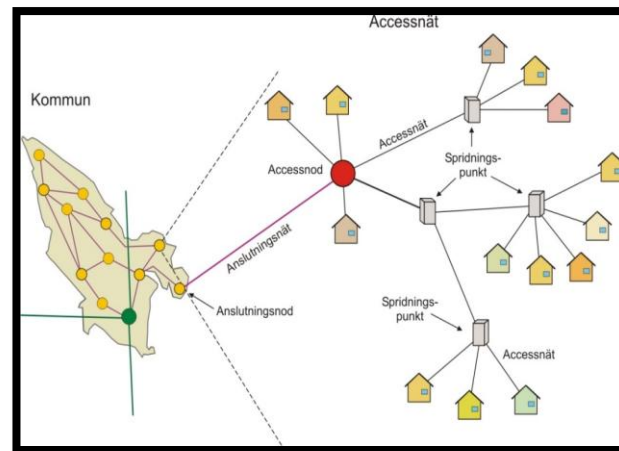 Accessnät
Kommun
Accessnät
Accessnod
Spridnings-
punkt
Anslutningsnät
Anslutningsnod
Spridnings-
punkt
Accessnät